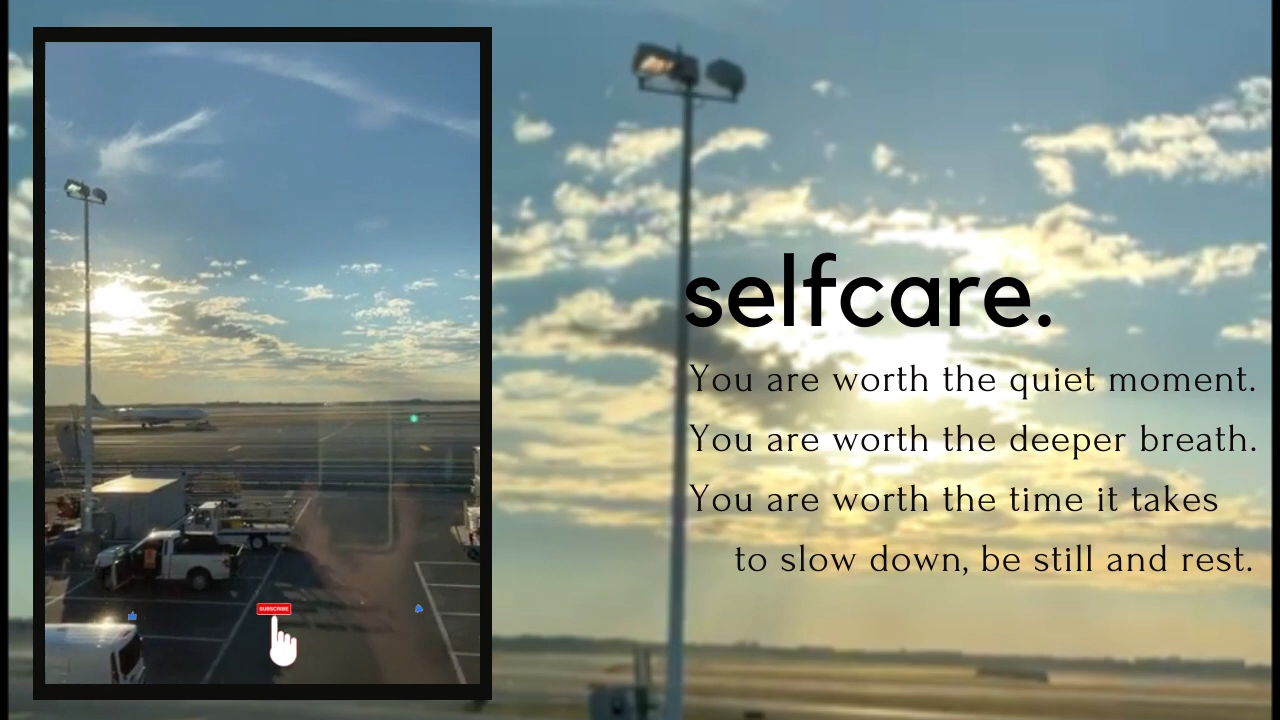 selfcare.
You are worth the quiet moment.
You are worth the deeper breath.
You are worth the time it takes
to slow down, be still and rest.
SUBSCRIBE